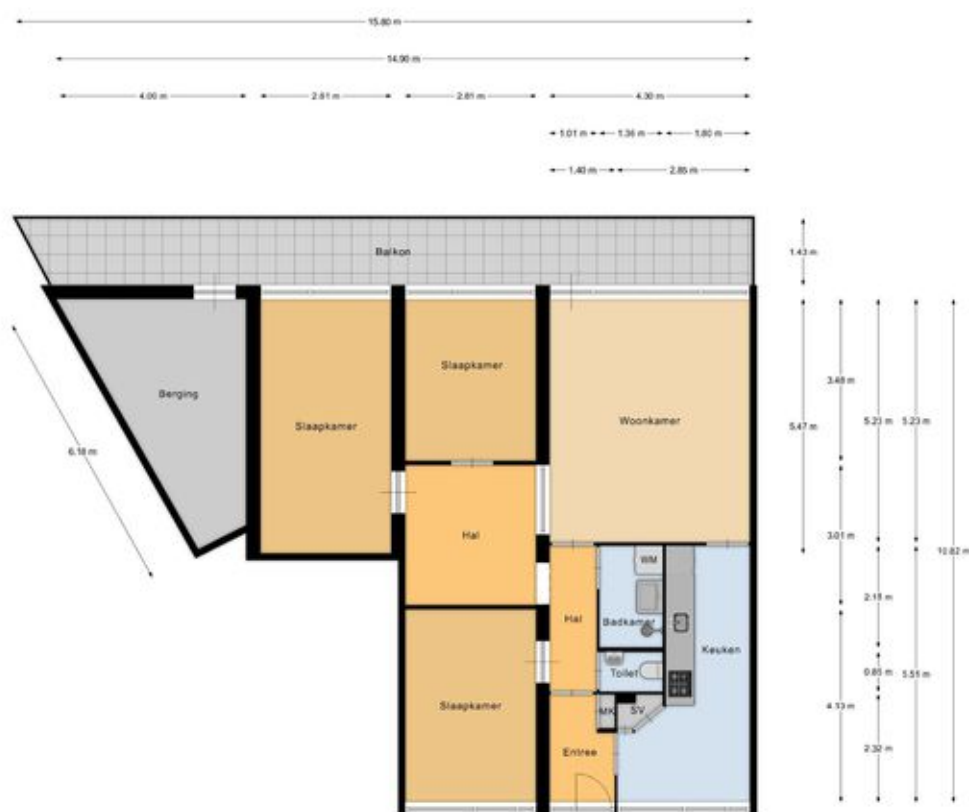 15.80 m
14.90 m
4.00 m 2.81 m 2.81 m 4.30 m
1.01 m 1.36 m 1.80 m
1.40 m 2.85 m
Balkon
1.43 m
Berging
Slaapkamer
Slaapkamer
Woonkamer
6.18 m
3.48 m
5.47 m
5.23 m
5.23 m
Hal
3.01 m
10.82 m
WM
2.15 m
Hal
Badkamer
Keuken
Toilet
0.85 m
5.51 m
Slaapkamer
MK
SV
4.13 m
Entree
2.32 m